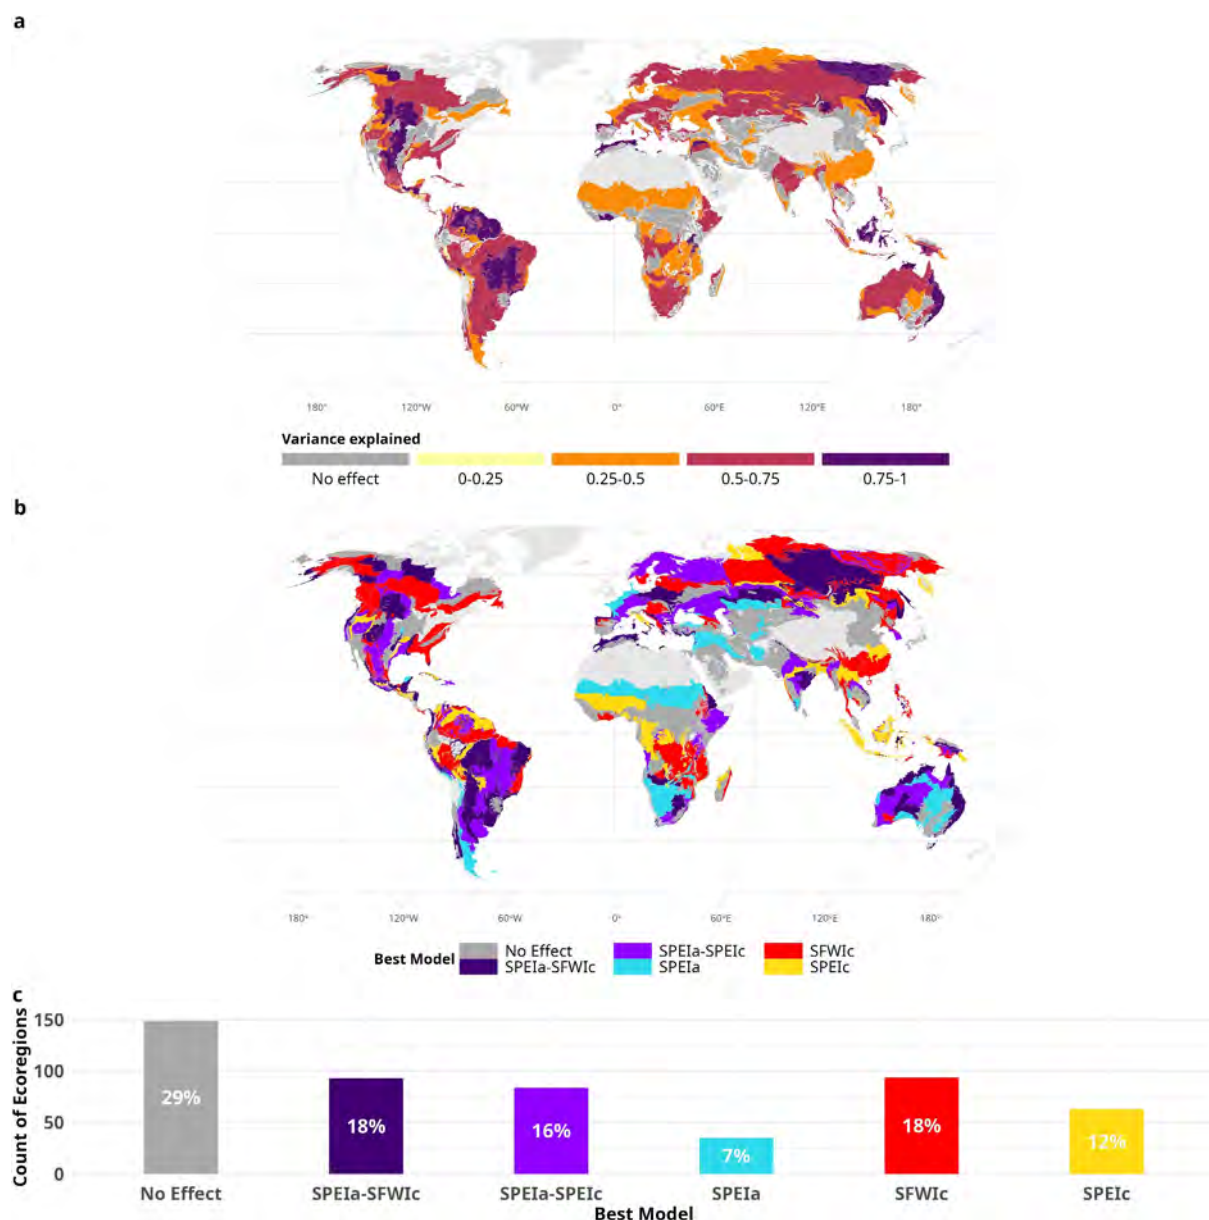 a
180° 120°W 60°W 0° 60°E 120°E 180°
Variance explained
No effect 0-0.25 0.25-0.5 0.5-0.75 0.75-1
b
180° 120°W 60°W 0° 60°E 120°E 180°
Best Model
No Effect SPEIa-SPEIc SFWIc
SPEIa-SFWIc SPEIa SPEIc
c
Count of Ecoregions
150
100
50
0
29% 18% 16% 7% 18% 12%
No Effect SPEIa-SFWIc SPEIa-SPEIc SPEIa SFWIc SPEIc
Best Model